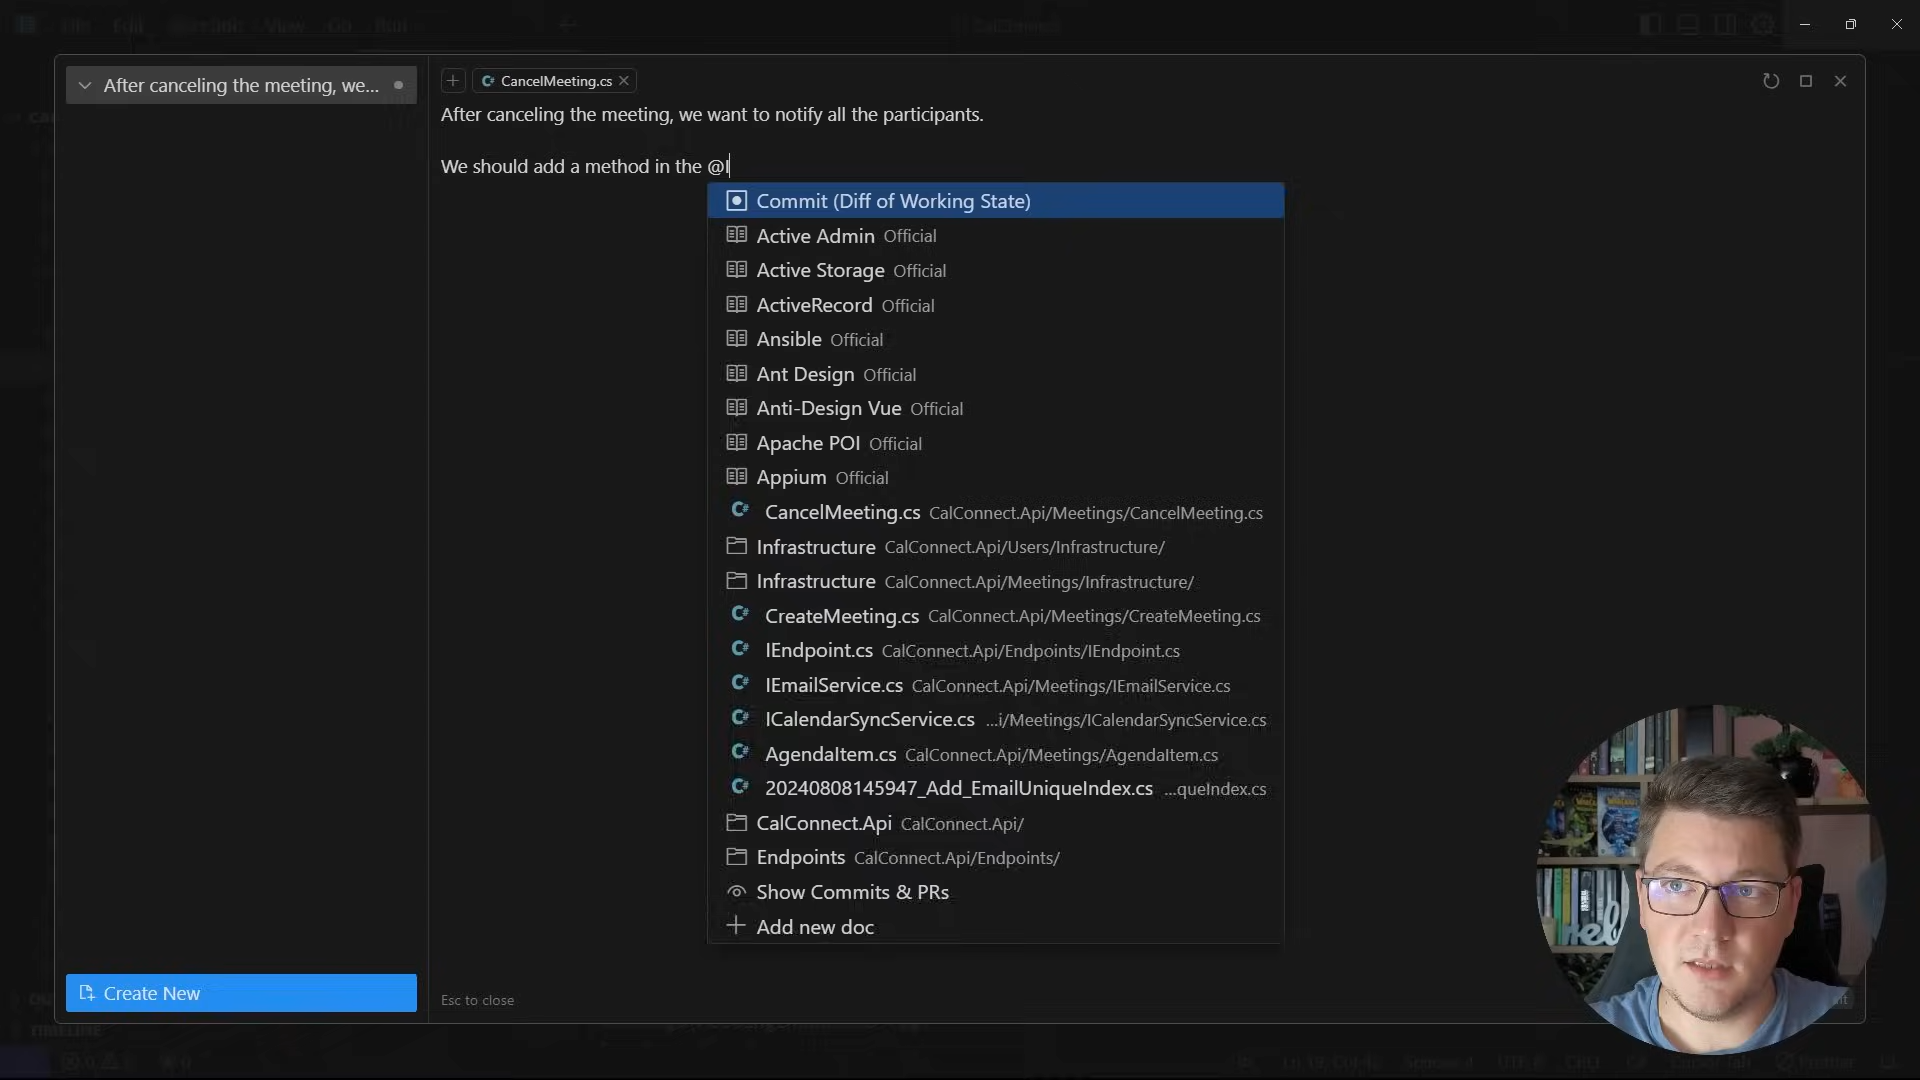 After canceling the meeting, we...
CancelMeeting.cs
After canceling the meeting, we want to notify all the participants.
We should add a method in the @I
Commit (Diff of Working State)
Active Admin Official
Active Storage Official
ActiveRecord Official
Ansible Official
Ant Design Official
Anti-Design Vue Official
Apache POI Official
Appium Official
CancelMeeting.cs CalConnect.Api/Meetings/CancelMeeting.cs
Infrastructure CalConnect.Api/Users/Infrastructure/
Infrastructure CalConnect.Api/Meetings/Infrastructure/
CreateMeeting.cs CalConnect.Api/Meetings/CreateMeeting.cs
IEndpoint.cs CalConnect.Api/Endpoints/IEndpoint.cs
IEmailService.cs CalConnect.Api/Meetings/IEmailService.cs
ICalendarSyncService.cs ...i/Meetings/ICalendarSyncService.cs
AgendaItem.cs CalConnect.Api/Meetings/AgendaItem.cs
20240808145947_Add_EmailUniqueIndex.cs ...queIndex.cs
CalConnect.Api CalConnect.Api/
Endpoints CalConnect.Api/Endpoints/
Show Commits & PRs
Add new doc
Create New
Esc to close
TIMELINE